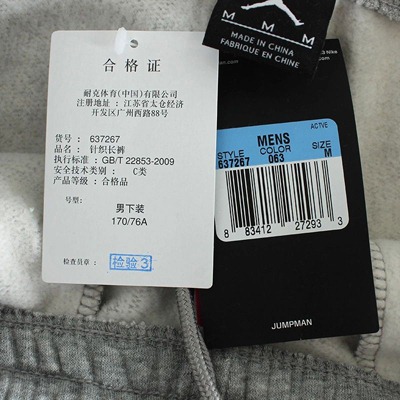 M M M
MADE IN CHINA
FABRIQUE EN CHINE
合格证
耐克体育(中国)有限公司
注册地址:江苏省太仓经济
开发区广州西路88号
货号: 637267
品名: 针织长裤
执行标准: GB/T 22853-2009
安全技术类别: C类
产品等级: 合格品
号型:
男下装
170/76A
检查员章:
检验3
ACTIVE
MENS
STYLE COLOR SIZE
637267 063 M
8 83412 27293 3
JUMPMAN